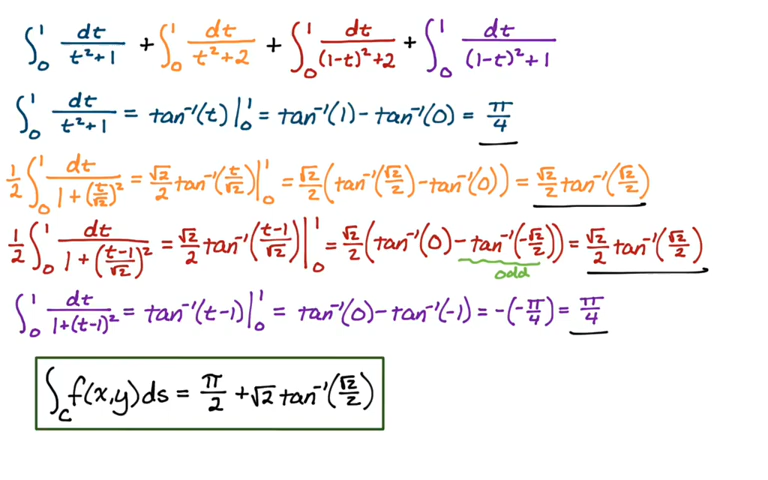 ∫₀¹ dt/(t²+1) + ∫₀¹ dt/(t²+2) + ∫₀¹ dt/((1-t)²+2) + ∫₀¹ dt/((1-t)²+1)
∫₀¹ dt/(t²+1) = tan⁻¹(t)|₀¹ = tan⁻¹(1) - tan⁻¹(0) = π/4
1/2 ∫₀¹ dt/(1+(t/√2)²) = √2/2 tan⁻¹(t/√2)|₀¹ = √2/2 (tan⁻¹(√2/2) - tan⁻¹(0)) = √2/2 tan⁻¹(√2/2)
1/2 ∫₀¹ dt/(1+((t-1)/√2)²) = √2/2 tan⁻¹((t-1)/√2)|₀¹ = √2/2 (tan⁻¹(0) - tan⁻¹(-√2/2)) = √2/2 tan⁻¹(√2/2)
odd
∫₀¹ dt/(1+(t-1)²) = tan⁻¹(t-1)|₀¹ = tan⁻¹(0) - tan⁻¹(-1) = -(-π/4) = π/4
∫_C f(x,y) ds = π/2 + √2 tan⁻¹(√2/2)